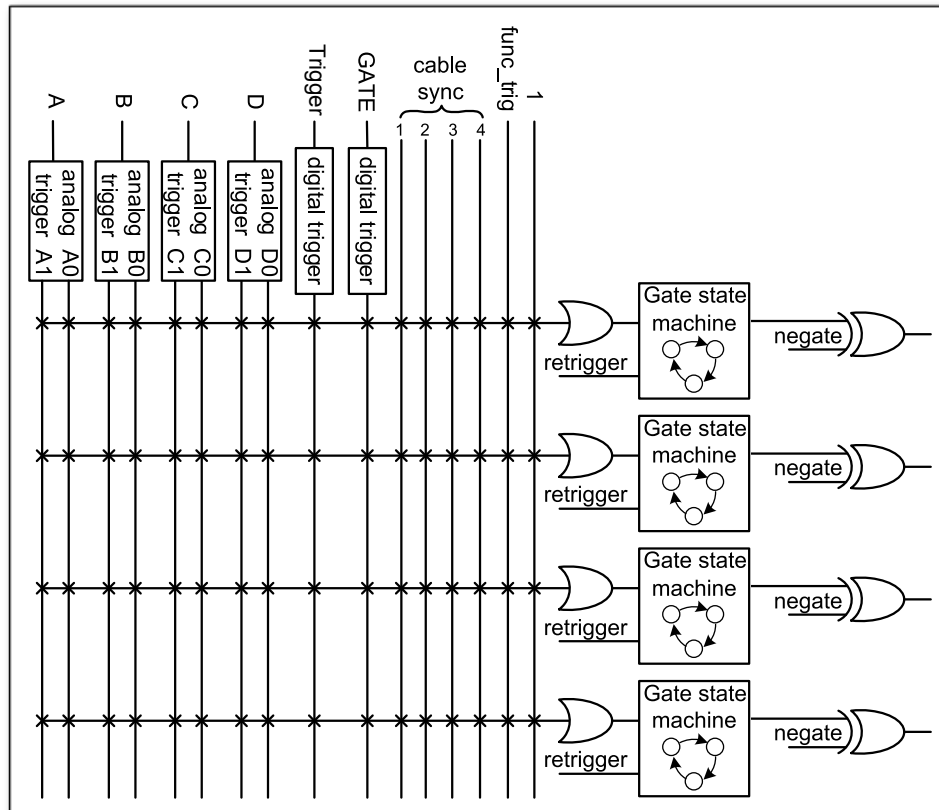 A
B
C
D
Trigger
GATE
cable
sync
1
2
3
4
func_trig
1
analog A0
trigger A1
analog B0
trigger B1
analog C0
trigger C1
analog D0
trigger D1
digital trigger
digital trigger
Gate state
machine
negate
retrigger
Gate state
machine
negate
retrigger
Gate state
machine
negate
retrigger
Gate state
machine
negate
retrigger